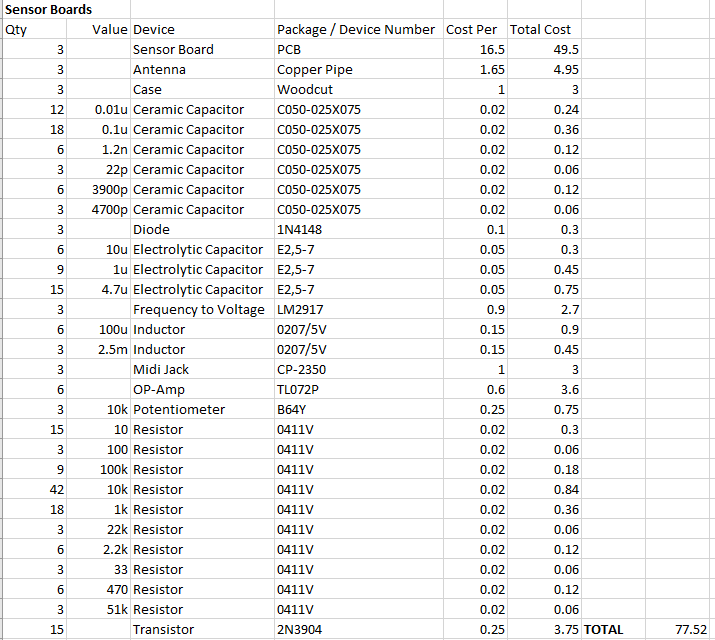 Sensor Boards
Qty Value Device Package / Device Number Cost Per Total Cost
3 Sensor Board PCB 16.5 49.5
3 Antenna Copper Pipe 1.65 4.95
3 Case Woodcut 1 3
12 0.01u Ceramic Capacitor C050-025X075 0.02 0.24
18 0.1u Ceramic Capacitor C050-025X075 0.02 0.36
6 1.2n Ceramic Capacitor C050-025X075 0.02 0.12
3 22p Ceramic Capacitor C050-025X075 0.02 0.06
6 3900p Ceramic Capacitor C050-025X075 0.02 0.12
3 4700p Ceramic Capacitor C050-025X075 0.02 0.06
3 Diode 1N4148 0.1 0.3
6 10u Electrolytic Capacitor E2,5-7 0.05 0.3
9 1u Electrolytic Capacitor E2,5-7 0.05 0.45
15 4.7u Electrolytic Capacitor E2,5-7 0.05 0.75
3 Frequency to Voltage LM2917 0.9 2.7
6 100u Inductor 0207/5V 0.15 0.9
3 2.5m Inductor 0207/5V 0.15 0.45
3 Midi Jack CP-2350 1 3
6 OP-Amp TL072P 0.6 3.6
3 10k Potentiometer B64Y 0.25 0.75
15 10 Resistor 0411V 0.02 0.3
3 100 Resistor 0411V 0.02 0.06
9 100k Resistor 0411V 0.02 0.18
42 10k Resistor 0411V 0.02 0.84
18 1k Resistor 0411V 0.02 0.36
3 22k Resistor 0411V 0.02 0.06
6 2.2k Resistor 0411V 0.02 0.12
3 33 Resistor 0411V 0.02 0.06
6 470 Resistor 0411V 0.02 0.12
3 51k Resistor 0411V 0.02 0.06
15 Transistor 2N3904 0.25 3.75 TOTAL 77.52